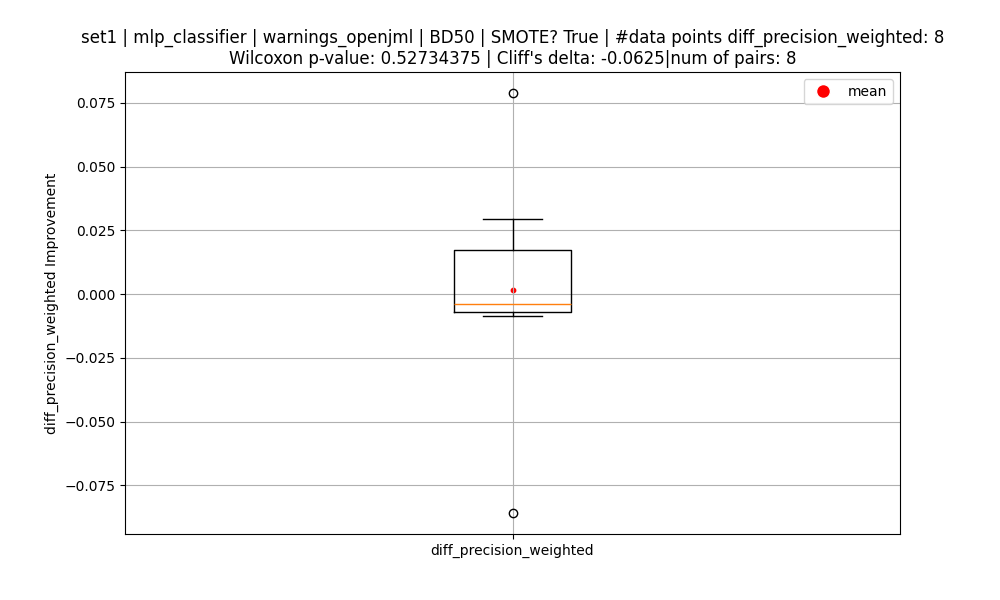 set1 | mlp_classifier | warnings_openjml | BD50 | SMOTE? True | #data points diff_precision_weighted: 8
Wilcoxon p-value: 0.52734375 | Cliff's delta: -0.0625|num of pairs: 8
mean
0.075
0.050
0.025
0.000
−0.025
−0.050
−0.075
diff_precision_weighted Improvement
diff_precision_weighted